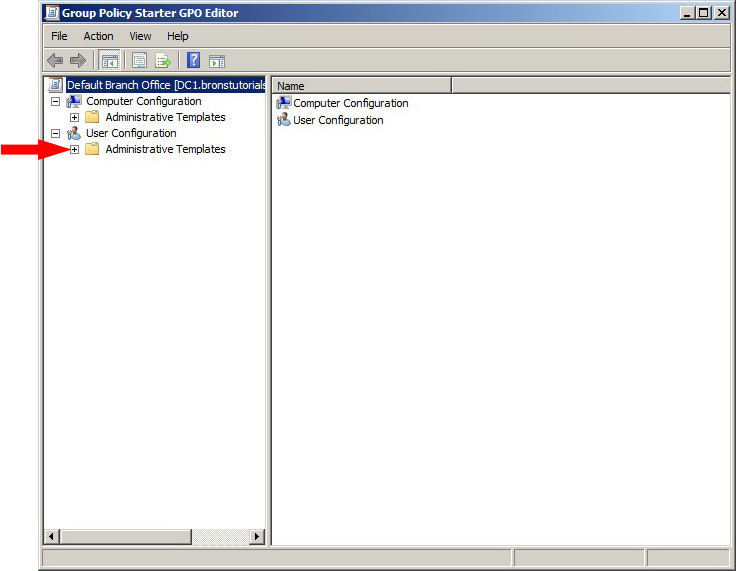 Group Policy Starter GPO Editor
File Action View Help
Default Branch Office [DC1.bronstutorials
Computer Configuration
Administrative Templates
User Configuration
Administrative Templates
Name
Computer Configuration
User Configuration